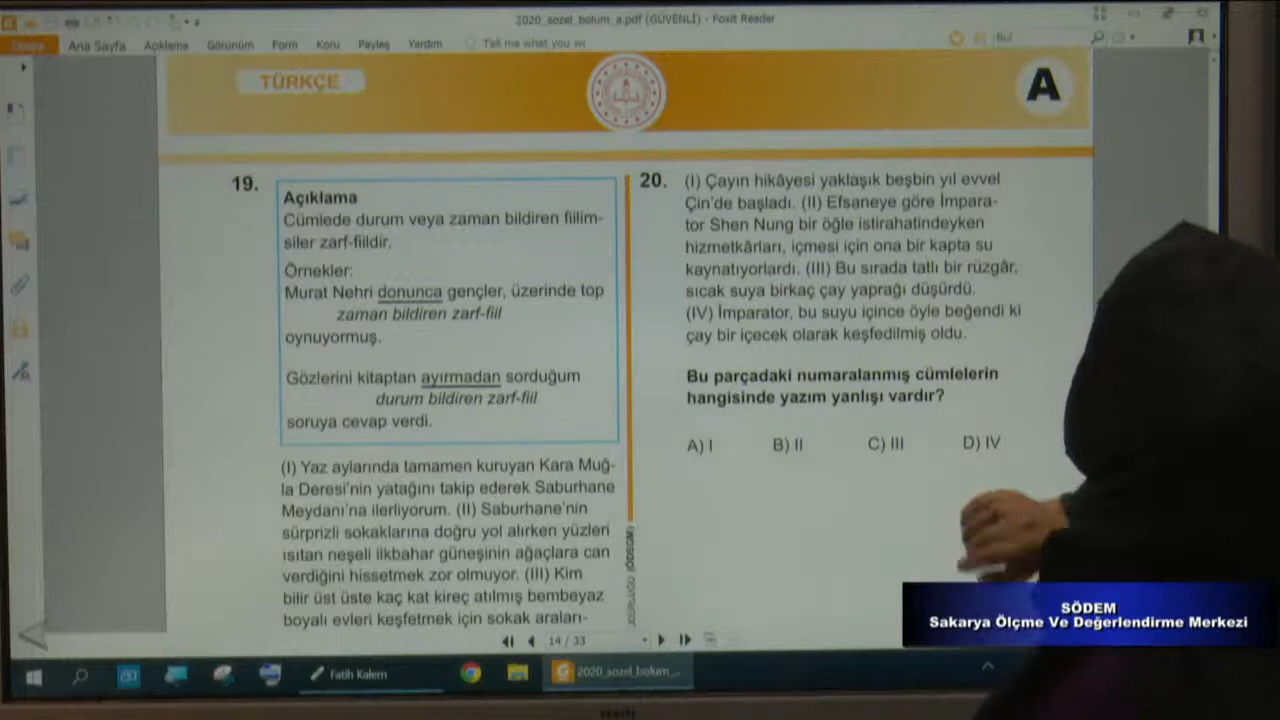 2020_sozel_bolum_a.pdf (GÜVENLİ) - Foxit Reader
Ana Sayfa Açıklama Görünüm Form Koru Paylaş Yardım Tell me what you w Bul
TÜRKÇE
A
19.
Açıklama
Cümlede durum veya zaman bildiren fiilim-
siler zarf-fiildir.
Örnekler:
Murat Nehri donunca gençler, üzerinde top
zaman bildiren zarf-fiil
oynuyormuş.
Gözlerini kitaptan ayırmadan sorduğum
durum bildiren zarf-fiil
soruya cevap verdi.
(I) Yaz aylarında tamamen kuruyan Kara Muğ-
la Deresi'nin yatağını takip ederek Saburhane
Meydanı'na ilerliyorum. (II) Saburhane'nin
sürprizli sokaklarına doğru yol alırken yüzleri
ısıtan neşeli ilkbahar güneşinin ağaçlara can
verdiğini hissetmek zor olmuyor. (III) Kim
bilir üst üste kaç kat kireç atılmış bembeyaz
boyalı evleri keşfetmek için sokak araları-
20. (I) Çayın hikâyesi yaklaşık beşbin yıl evvel
Çin'de başladı. (II) Efsaneye göre İmpara-
tor Shen Nung bir öğle istirahatindeyken
hizmetkârları, içmesi için ona bir kapta su
kaynatıyorlardı. (III) Bu sırada tatlı bir rüzgâr,
sıcak suya birkaç çay yaprağı düşürdü.
(IV) İmparator, bu suyu içince öyle beğendi ki
çay bir içecek olarak keşfedilmiş oldu.
Bu parçadaki numaralanmış cümlelerin
hangisinde yazım yanlışı vardır?
A) I B) II C) III D) IV
14 / 33
SÖDEM
Sakarya Ölçme Ve Değerlendirme Merkezi
Fatih Kalem
2020_sozel_bolum_...